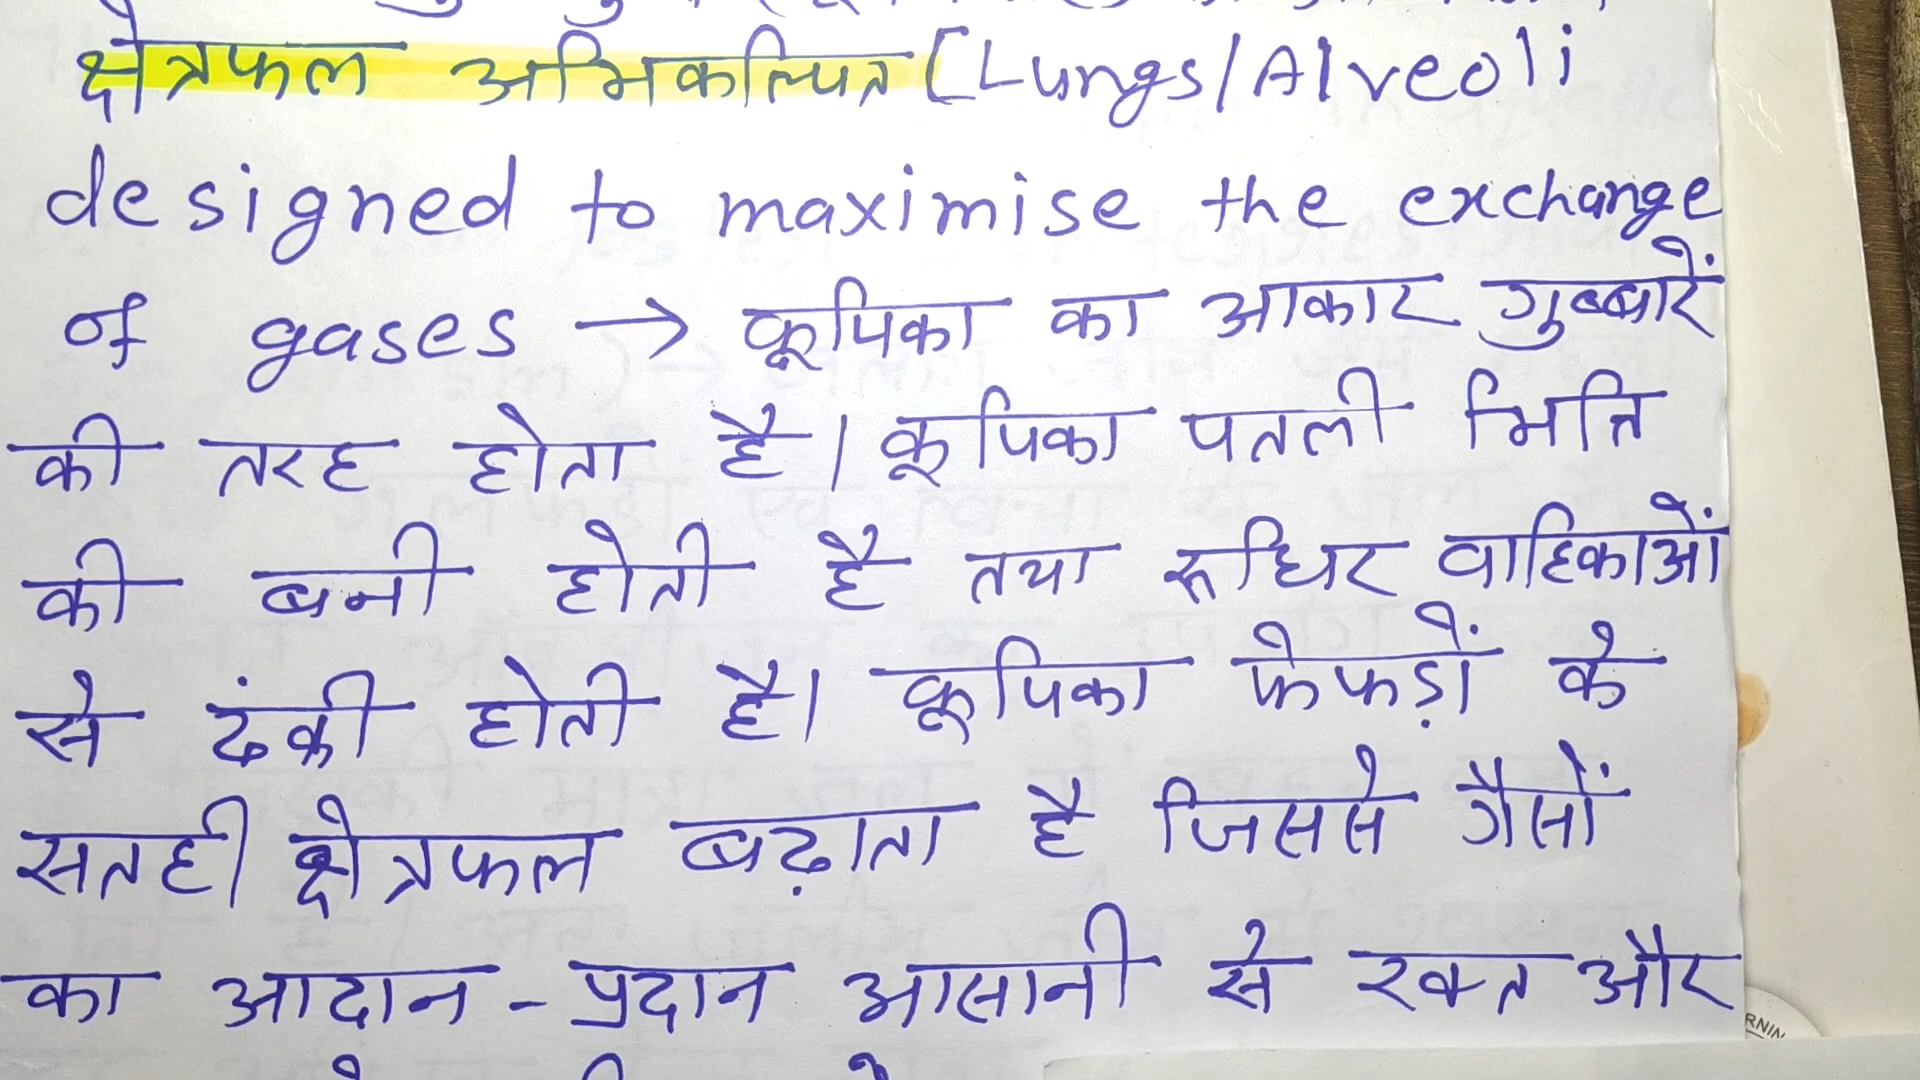 क्षेत्रफल अभिकल्पित [Lungs/Alveoli
designed to maximise the exchange
of gases → कूपिका का आकार गुब्बारें
की तरह होता है। कूपिका पतली भित्ति
की बनी होती है तथा रूधिर वाहिकाओं
से ढंकी होती है। कूपिका फेफड़ों के
सतही क्षेत्रफल बढ़ाता है जिससे गैसों
का आदान-प्रदान आसानी से रक्त और
RNIN